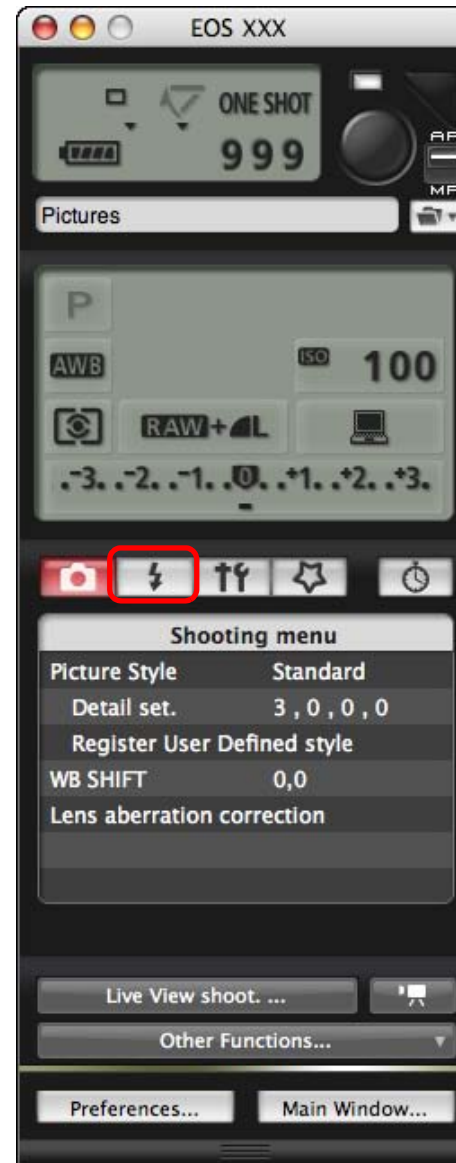 EOS XXX
ONE SHOT
999
AF
MF
Pictures
P
AWB
ISO 100
RAW+L
.-3. .-2. .-1. .0. .+1. .+2. .+3.
Shooting menu
Picture Style Standard
Detail set. 3 , 0 , 0 , 0
Register User Defined style
WB SHIFT 0,0
Lens aberration correction
Live View shoot. ...
Other Functions...
Preferences... Main Window...